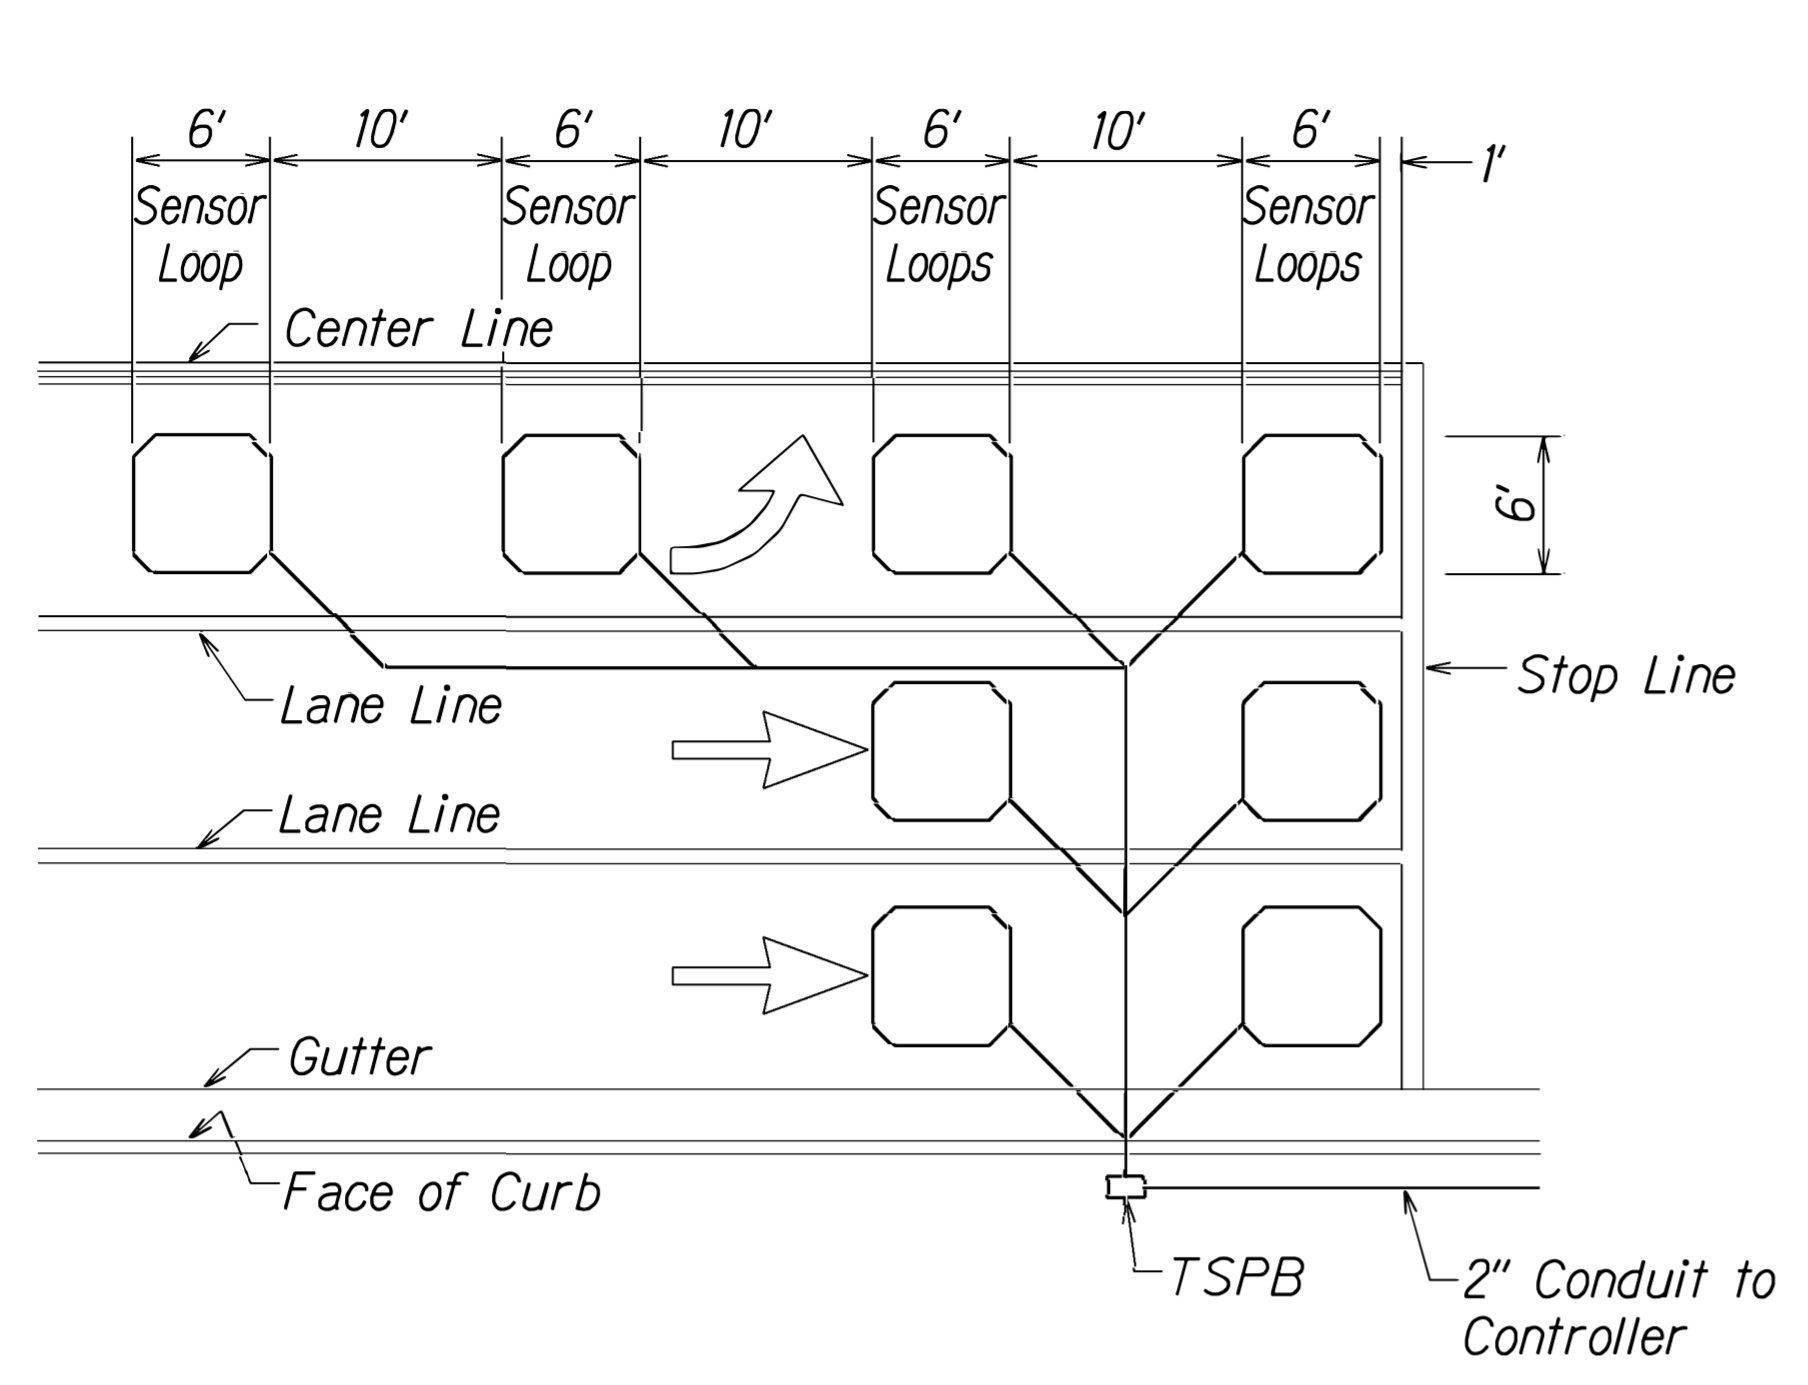 6' 10' 6' 10' 6' 10' 6' 1'
Sensor Loop
Sensor Loop
Sensor Loops
Sensor Loops
Center Line
6'
Lane Line
Stop Line
Lane Line
Gutter
Face of Curb
TSPB
2" Conduit to
Controller